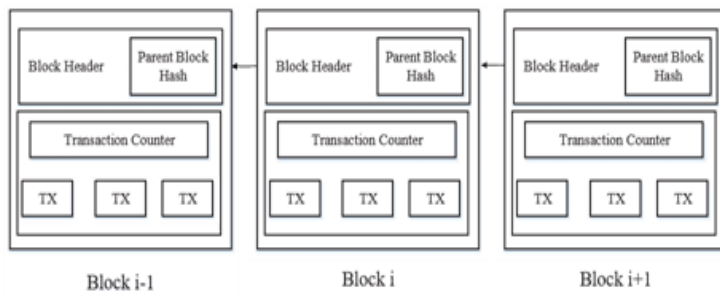 Block Header
Parent Block
Hash
Transaction Counter
TX TX TX
Block i-1
Block Header
Parent Block
Hash
Transaction Counter
TX TX TX
Block i
Block Header
Parent Block
Hash
Transaction Counter
TX TX TX
Block i+1